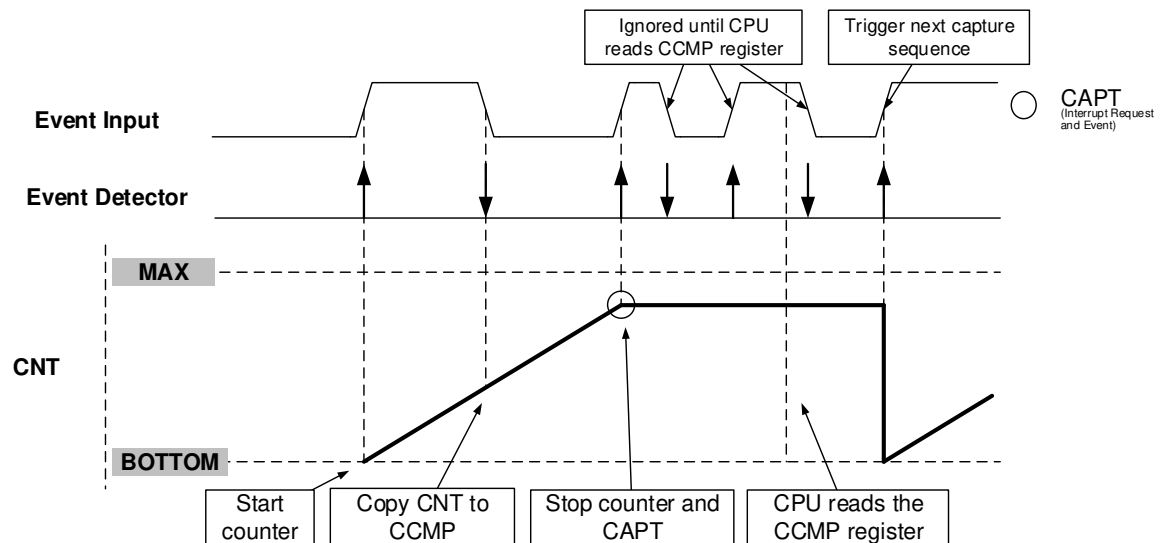 Ignored until CPU
reads CCMP register
Trigger next capture
sequence
Event Input
CAPT
(Interrupt Request
and Event)
Event Detector
MAX
CNT
BOTTOM
Start
counter
Copy CNT to
CCMP
Stop counter and
CAPT
CPU reads the
CCMP register